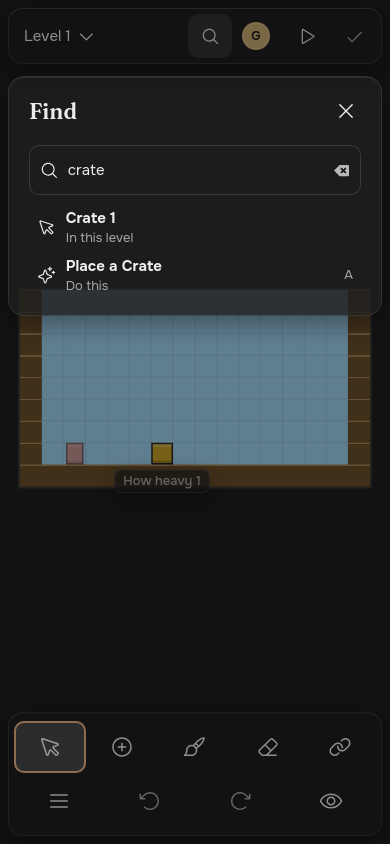 Level 1
G
Find
crate
Crate 1
In this level
Place a Crate
A
Do this
How heavy 1